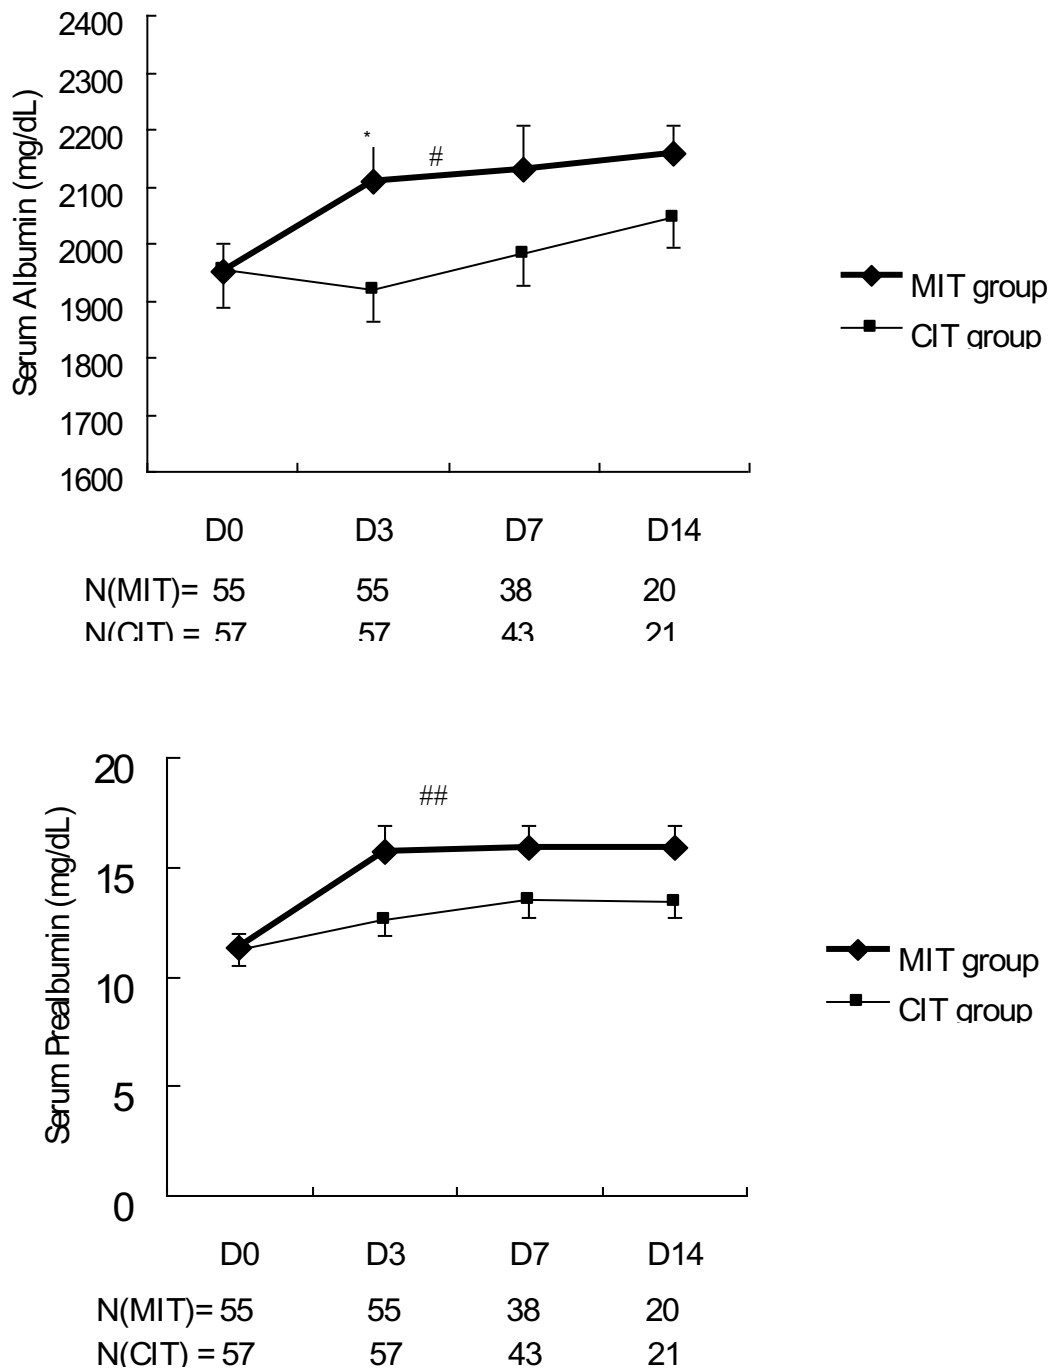 2400
2300
2200
2100
2000
1900
1800
1700
1600
Serum Albumin (mg/dL)
*
#
MIT group
CIT group
D0 D3 D7 D14
N(MIT)= 55 55 38 20
N(CIT) = 57 57 43 21
20
15
10
5
0
Serum Prealbumin (mg/dL)
##
MIT group
CIT group
D0 D3 D7 D14
N(MIT)= 55 55 38 20
N(CIT) = 57 57 43 21